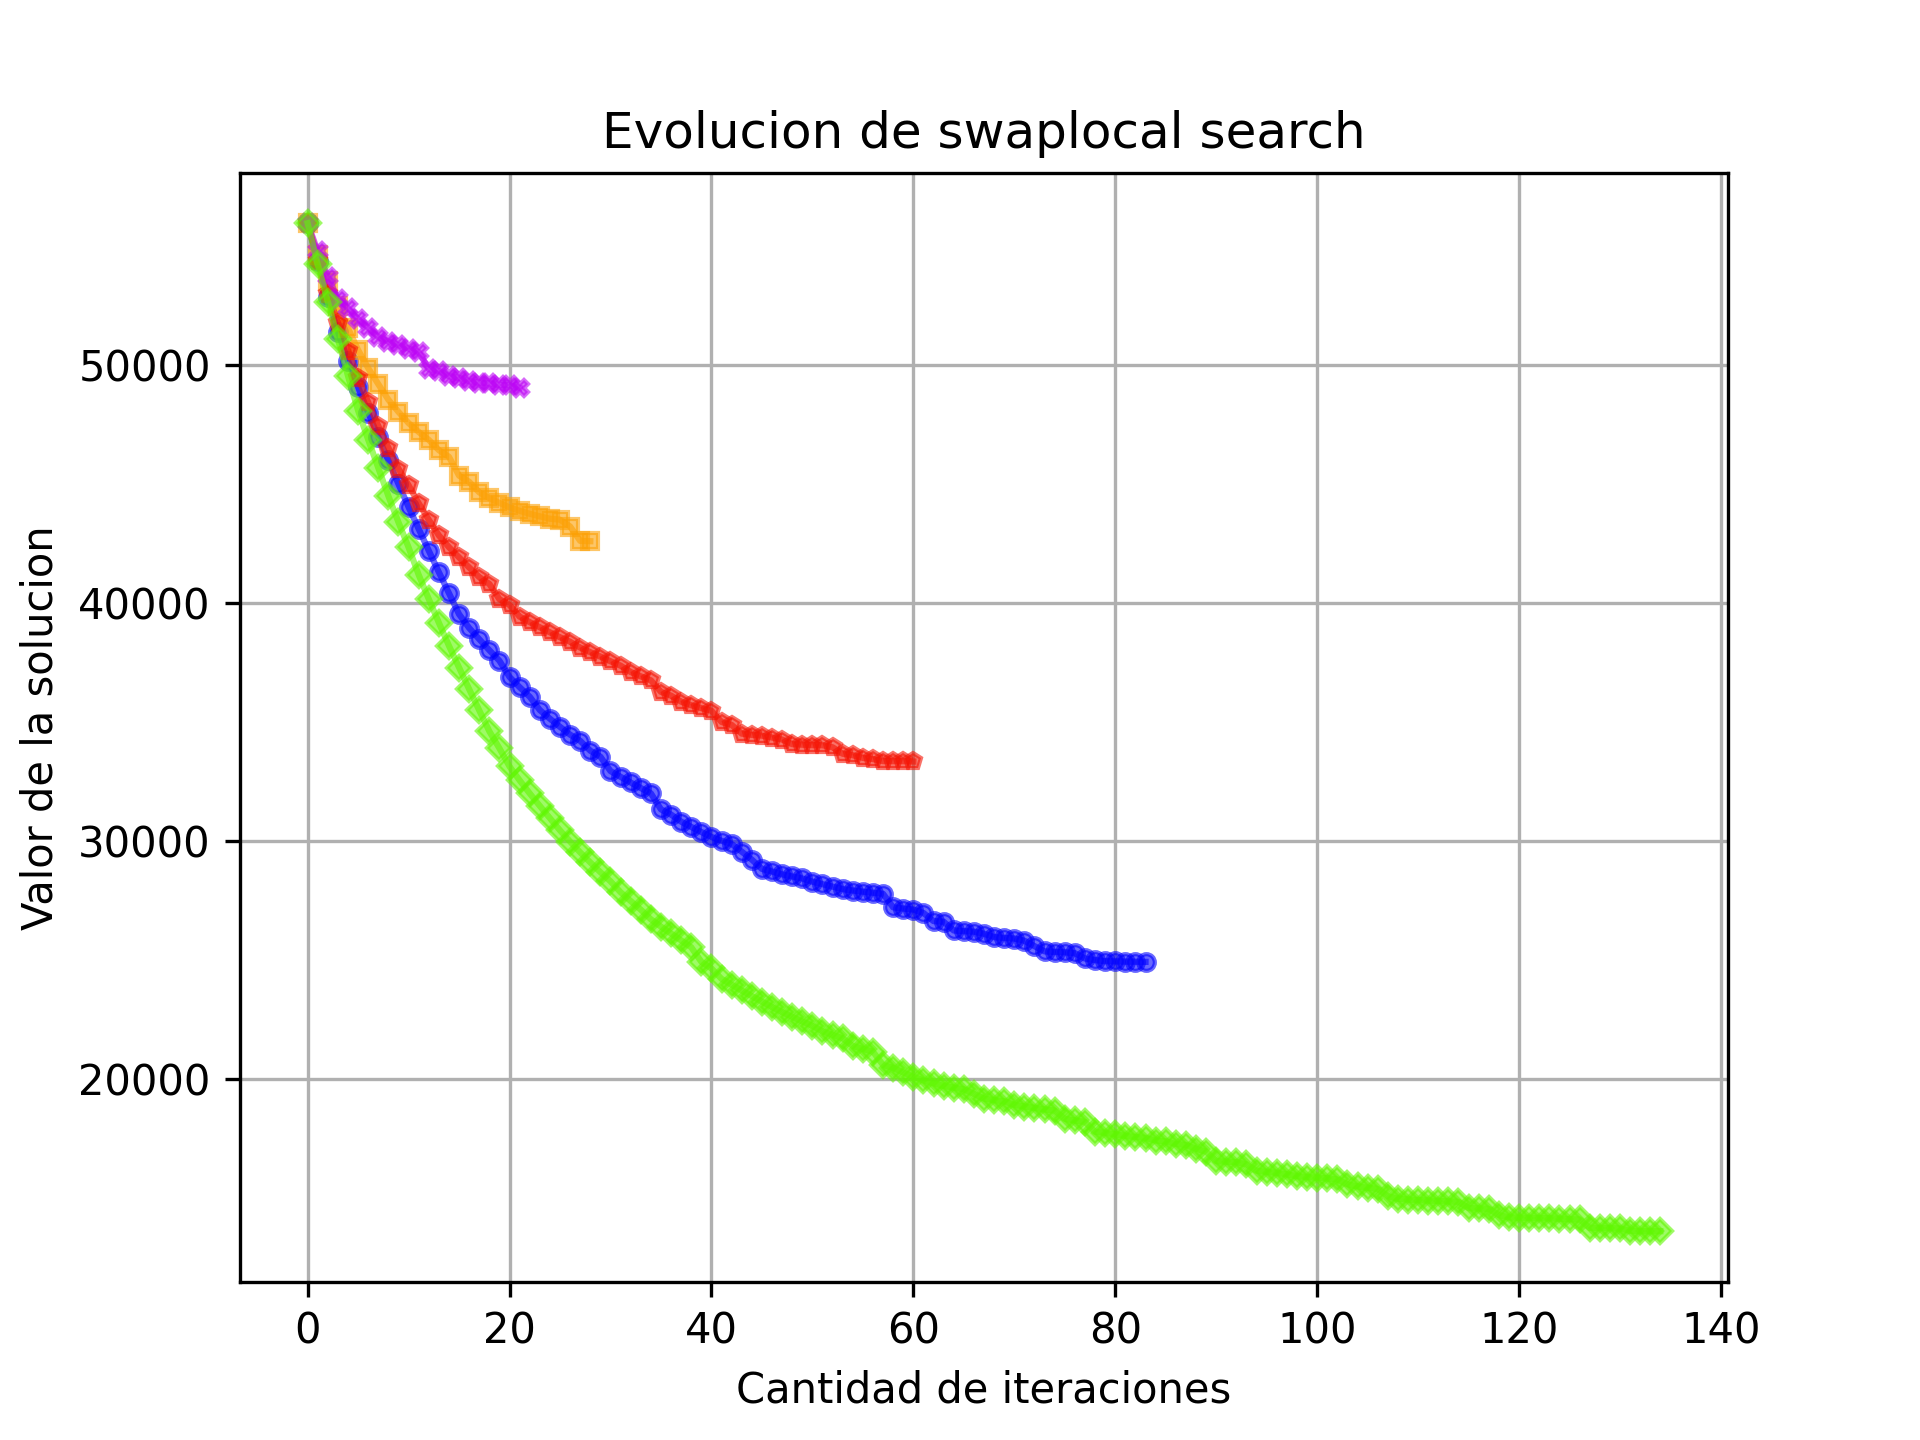 Evolucion de swaplocal search
Valor de la solucion
50000
40000
30000
20000
0 20 40 60 80 100 120 140
Cantidad de iteraciones